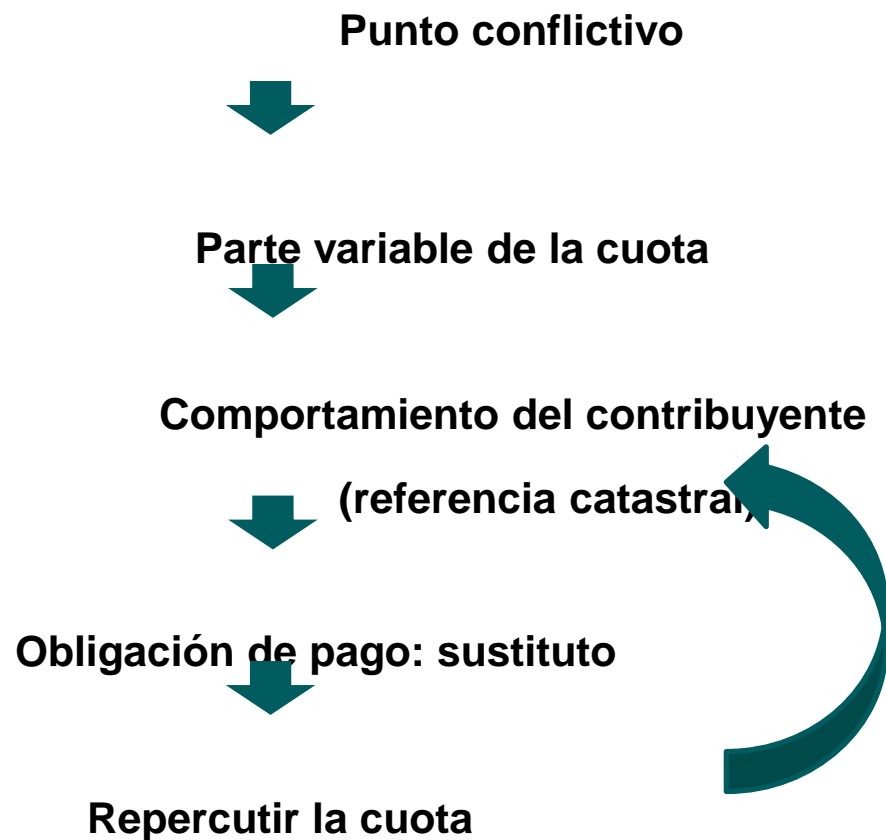 Punto conflictivo
Parte variable de la cuota
Comportamiento del contribuyente
(referencia catastral)
Obligación de pago: sustituto
Repercutir la cuota